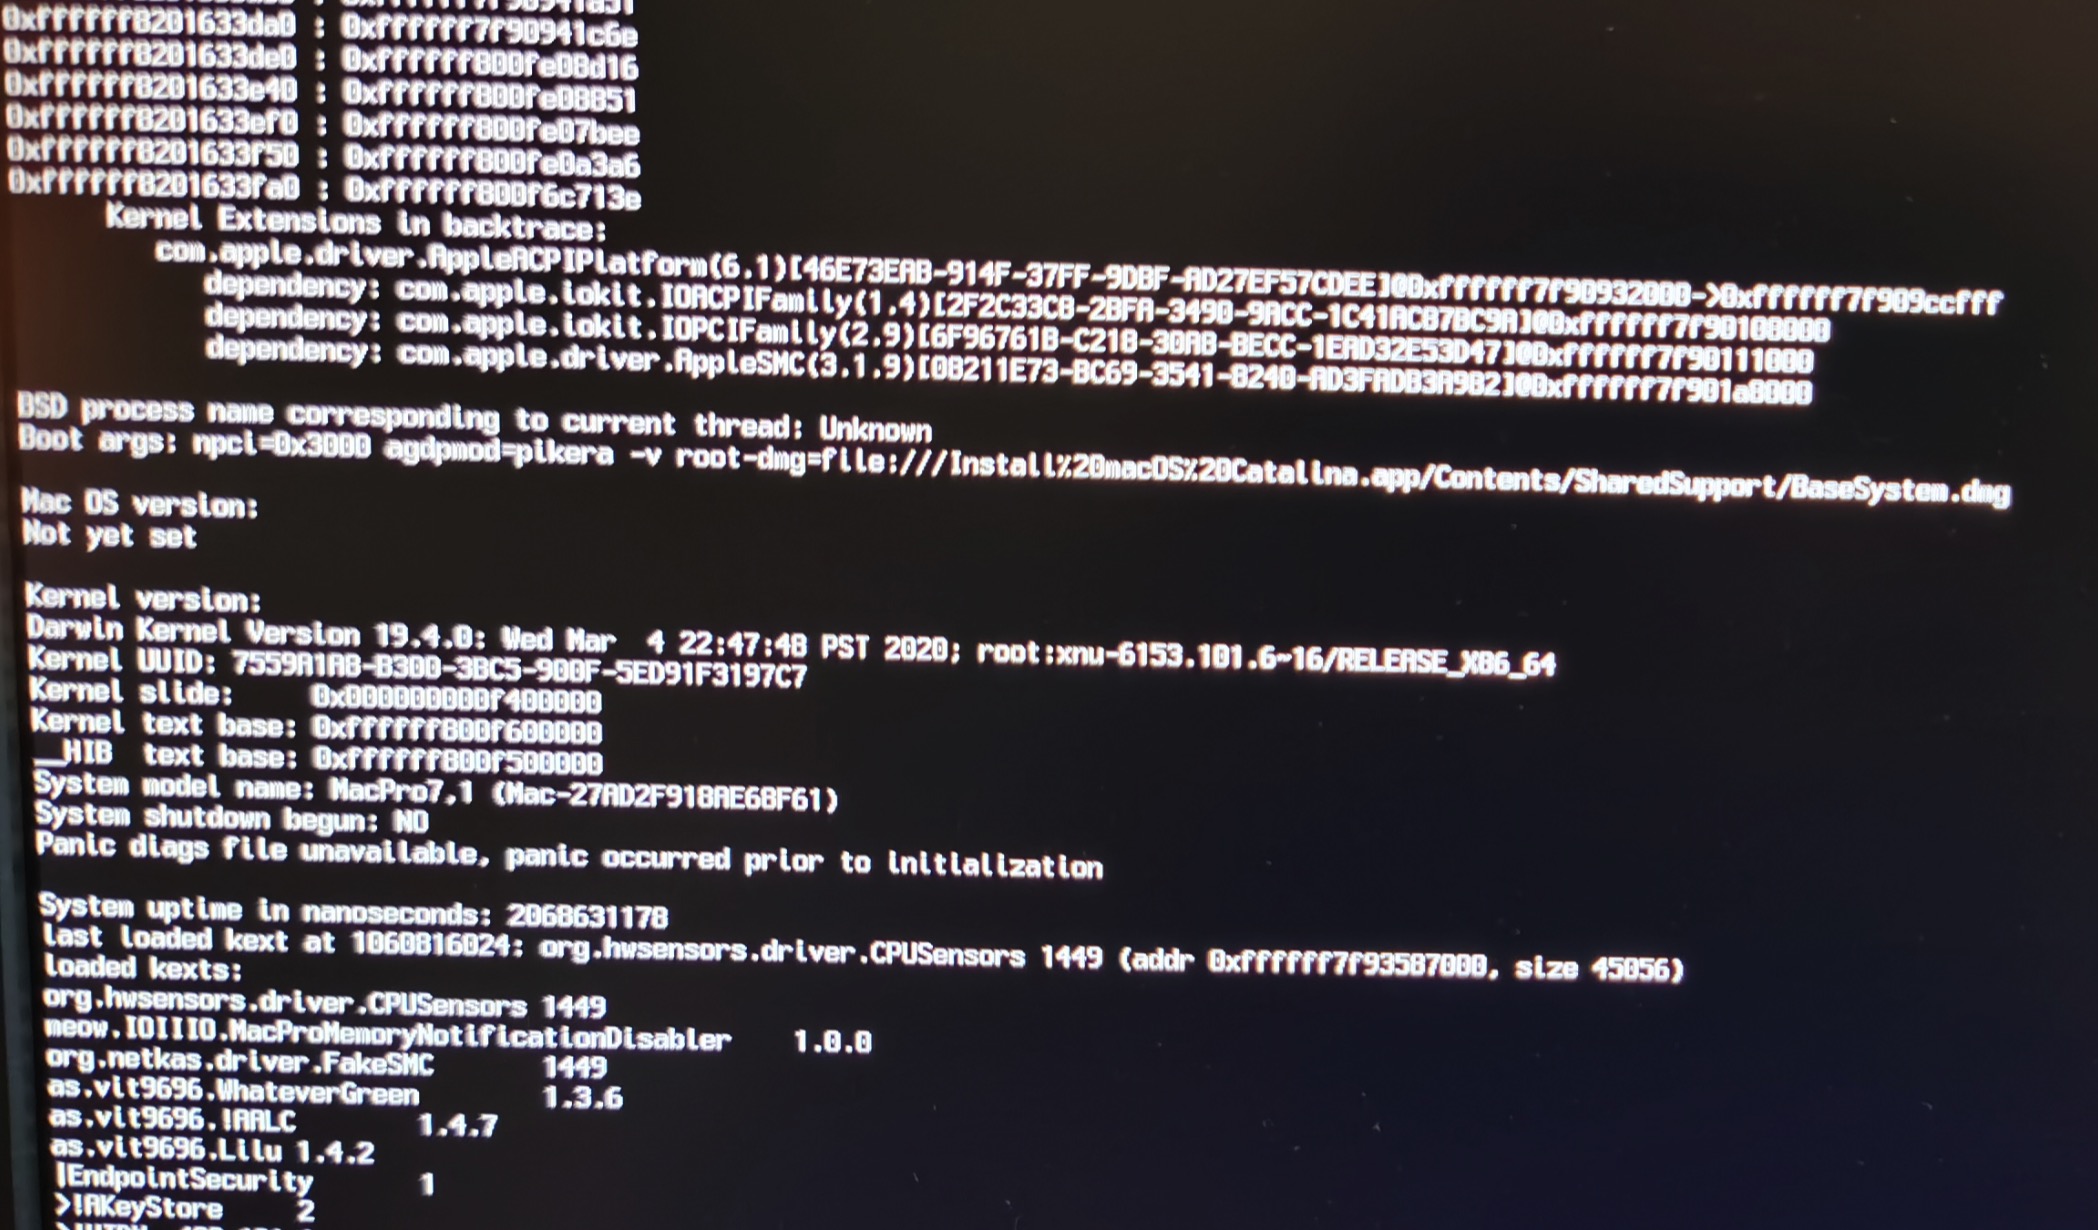 0xffffff8201633da0 : 0xffffff7f90941c6e
0xffffff8201633de0 : 0xffffff800fe08d16
0xffffff8201633e40 : 0xffffff800fe08851
0xffffff8201633ef0 : 0xffffff800fe07bee
0xffffff8201633f50 : 0xffffff800fe0a3a6
0xffffff8201633fa0 : 0xffffff800f6c713e
Kernel Extensions in backtrace:
com.apple.driver.AppleACPIPlatform(6.1)[46E73EAB-914F-37FF-9DBF-AD27EF57CDEE]@0xffffff7f90932000->0xffffff7f909ccfff
dependency: com.apple.iokit.IOACPIFamily(1.4)[2F2C33C8-2BFA-3490-9ACC-1C41AC87BC9A]@0xffffff7f90108000
dependency: com.apple.iokit.IOPCIFamily(2.9)[6F96761B-C218-3DAB-BECC-1EAD32E53D47]@0xffffff7f90111000
dependency: com.apple.driver.AppleSMC(3.1.9)[08211E73-BC69-3541-8240-AD3FADB3A9B2]@0xffffff7f901a8000
BSD process name corresponding to current thread: Unknown
Boot args: npci=0x3000 agdpmod=pikera -v root-dmg=file:///Install%20macOS%20Catalina.app/Contents/SharedSupport/BaseSystem.dmg
Mac OS version:
Not yet set
Kernel version:
Darwin Kernel Version 19.4.0: Wed Mar  4 22:47:48 PST 2020; root:xnu-6153.101.6~16/RELEASE_X86_64
Kernel UUID: 7559A1AB-B30D-3BC5-900F-5ED91F3197C7
Kernel slide:     0x000000000f400000
Kernel text base: 0xffffff800f600000
__HIB  text base: 0xffffff800f500000
System model name: MacPro7,1 (Mac-27AD2F918AE68F61)
System shutdown begun: NO
Panic diags file unavailable, panic occurred prior to initialization
System uptime in nanoseconds: 2068631178
last loaded kext at 1060816024: org.hwsensors.driver.CPUSensors 1449 (addr 0xffffff7f93587000, size 45056)
loaded kexts:
org.hwsensors.driver.CPUSensors 1449
meow.IOIIIO.MacProMemoryNotificationDisabler 1.0.0
org.netkas.driver.FakeSMC 1449
as.vit9696.WhateverGreen 1.3.6
as.vit9696.!AALC 1.4.7
as.vit9696.Lilu 1.4.2
|EndpointSecurity 1
>!AKeyStore 2